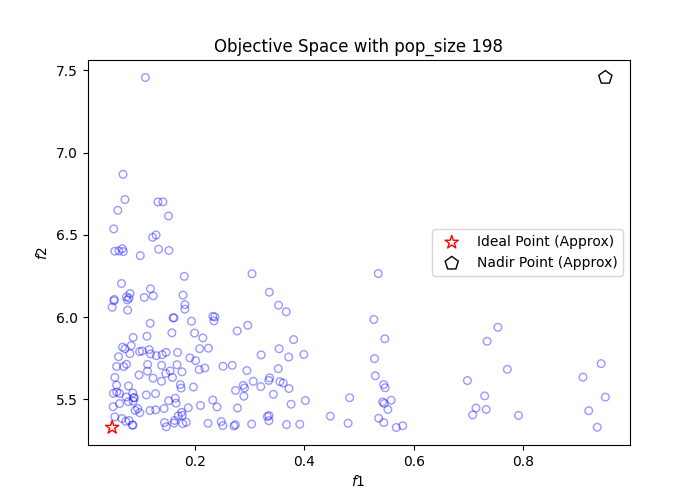 Objective Space with pop_size 198
7.5
7.0
6.5
6.0
5.5
f2
Ideal Point (Approx)
Nadir Point (Approx)
0.2
0.4
0.6
0.8
f1